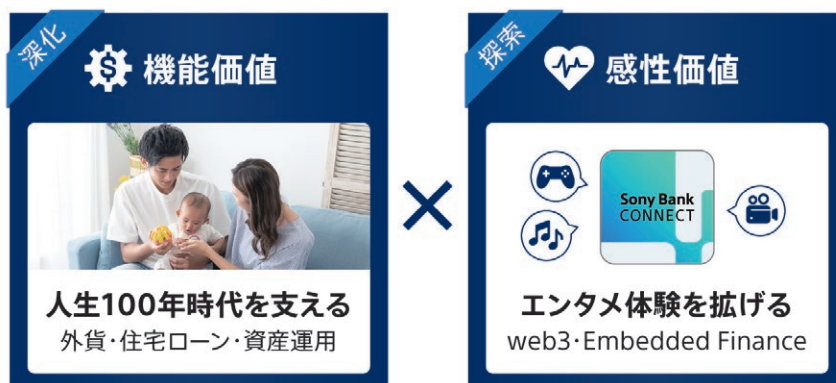 深化
機能価値
人生100年時代を支える
外貨・住宅ローン・資産運用
×
探索
感性価値
Sony Bank
CONNECT
エンタメ体験を拡げる
web3・Embedded Finance